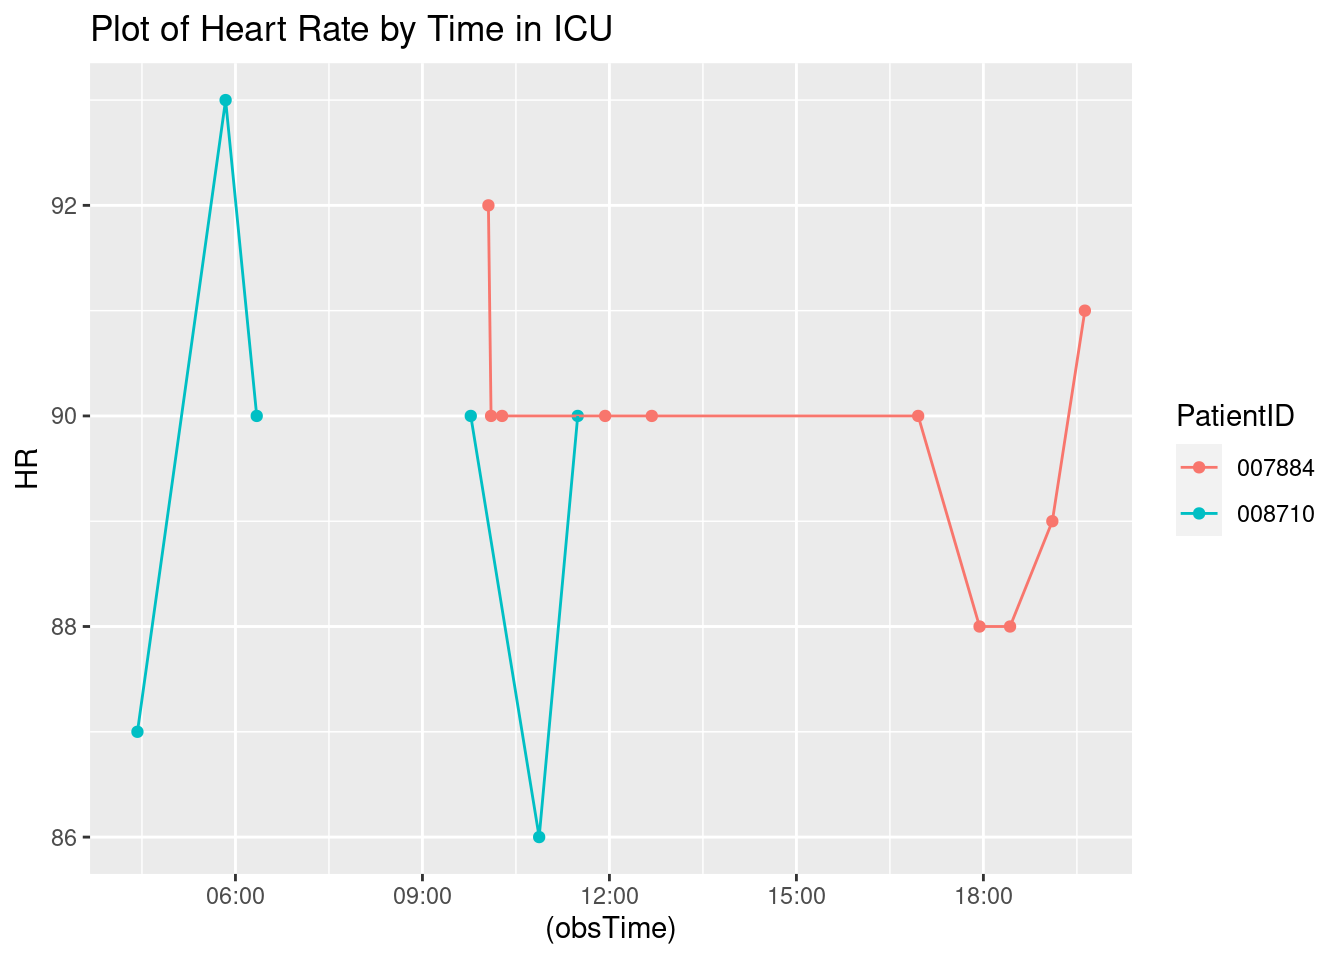 Plot of Heart Rate by Time in ICU
92
90
88
86
HR
06:00
09:00
12:00
15:00
18:00
(obsTime)
PatientID
007884
008710